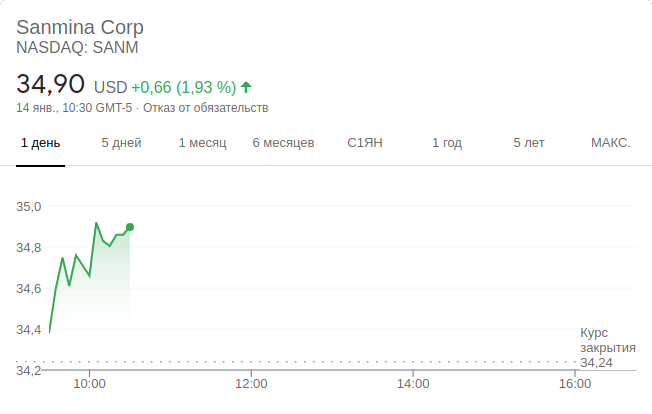 Sanmina Corp
NASDAQ: SANM
34,90 USD +0,66 (1,93 %)
14 янв., 10:30 GMT-5 · Отказ от обязательств
1 день 5 дней 1 месяц 6 месяцев С1ЯН 1 год 5 лет МАКС.
35,0
34,8
34,6
34,4
Курс
закрытия
34,24
34,2
10:00 12:00 14:00 16:00